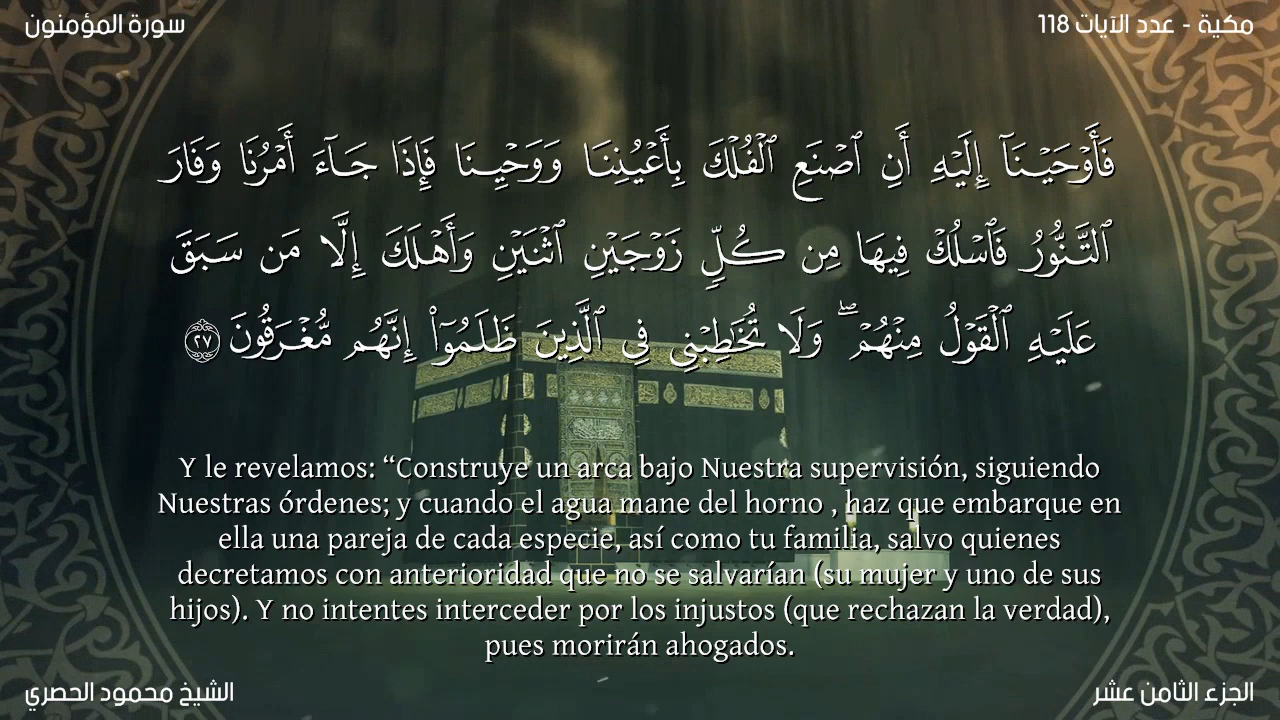 سورة المؤمنون
مكية - عدد الآيات 118
فَأَوْحَيْنَآ إِلَيْهِ أَنِ ٱصْنَعِ ٱلْفُلْكَ بِأَعْيُنِنَا وَوَحْيِنَا فَإِذَا جَآءَ أَمْرُنَا وَفَارَ
ٱلتَّنُّورُ فَٱسْلُكْ فِيهَا مِن كُلٍّ زَوْجَيْنِ ٱثْنَيْنِ وَأَهْلَكَ إِلَّا مَن سَبَقَ
عَلَيْهِ ٱلْقَوْلُ مِنْهُمْ ۖ وَلَا تُخَٰطِبْنِى فِى ٱلَّذِينَ ظَلَمُوٓا۟ إِنَّهُم مُّغْرَقُونَ ٢٧
Y le revelamos: “Construye un arca bajo Nuestra supervisión, siguiendo
Nuestras órdenes; y cuando el agua mane del horno , haz que embarque en
ella una pareja de cada especie, así como tu familia, salvo quienes
decretamos con anterioridad que no se salvarían (su mujer y uno de sus
hijos). Y no intentes interceder por los injustos (que rechazan la verdad),
pues morirán ahogados.
الشيخ محمود الحصري
الجزء الثامن عشر